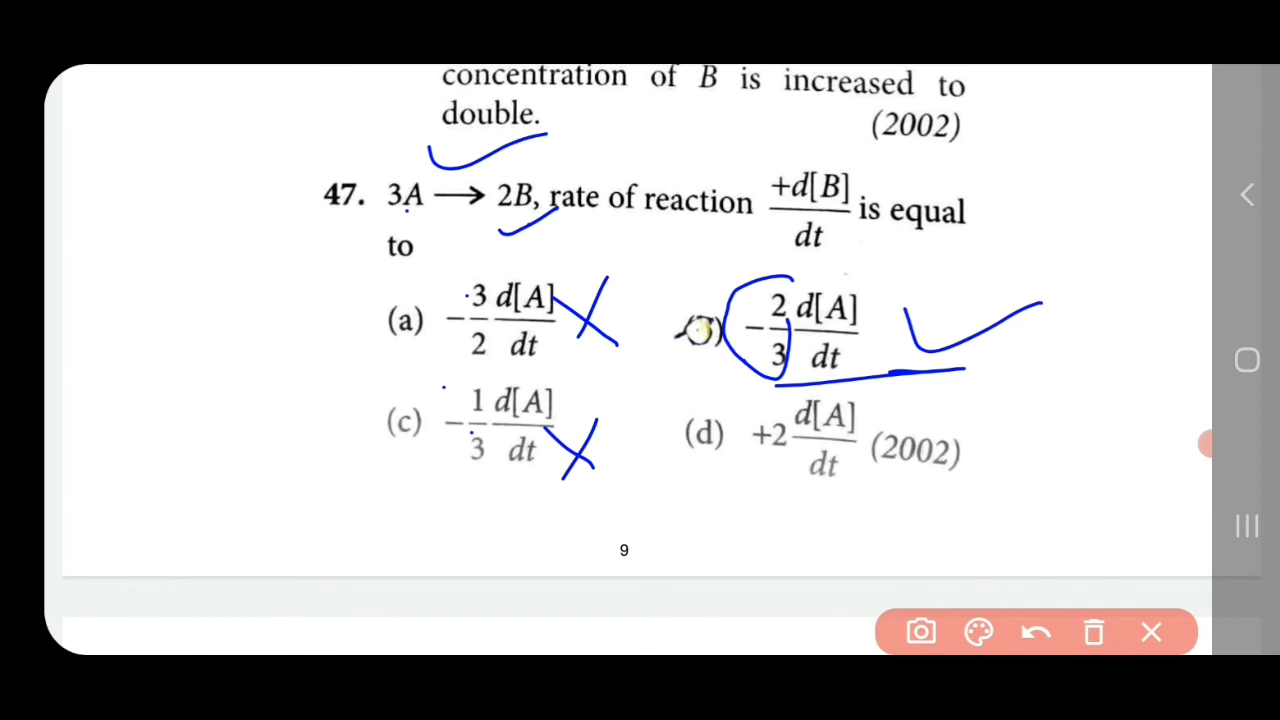 concentration of B is increased to
double. (2002)
47. 3A ⟶ 2B, rate of reaction +d[B]/dt is equal
to
(a) -3/2 d[A]/dt -2/3 d[A]/dt
(c) -1/3 d[A]/dt (d) +2 d[A]/dt (2002)
9